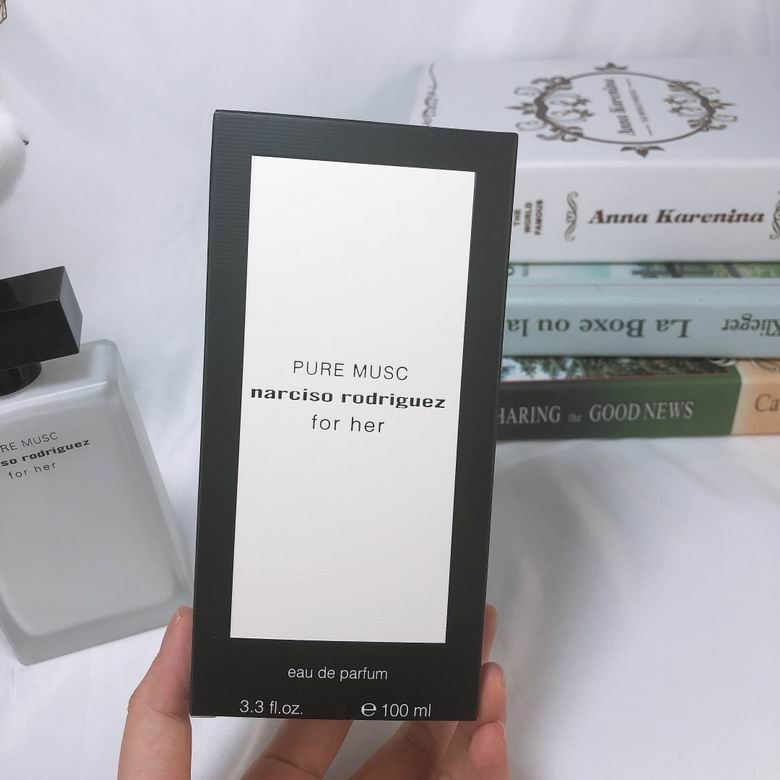 PURE MUSC
narciso rodriguez
for her
eau de parfum
3.3 fl.oz. e 100 ml
RE MUSC
so rodriguez
for her
Anna Karenina
THE
WORLD
FAMOUS
Anna Karenina
La Boxe ou la
Klieger
HARING the GOOD NEWS
Ca